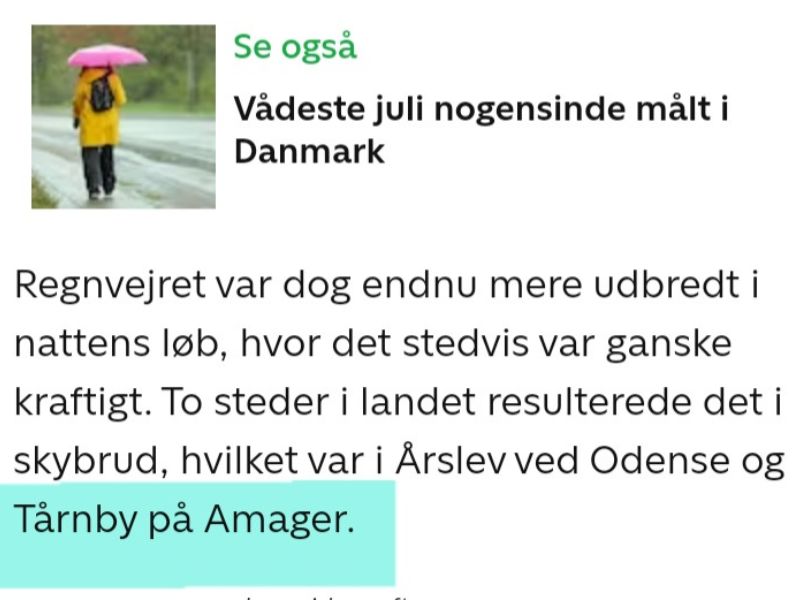 Se også
Vådeste juli nogensinde målt i
Danmark
Regnvejret var dog endnu mere udbredt i
nattens løb, hvor det stedvis var ganske
kraftigt. To steder i landet resulterede det i
skybrud, hvilket var i Årslev ved Odense og
Tårnby på Amager.